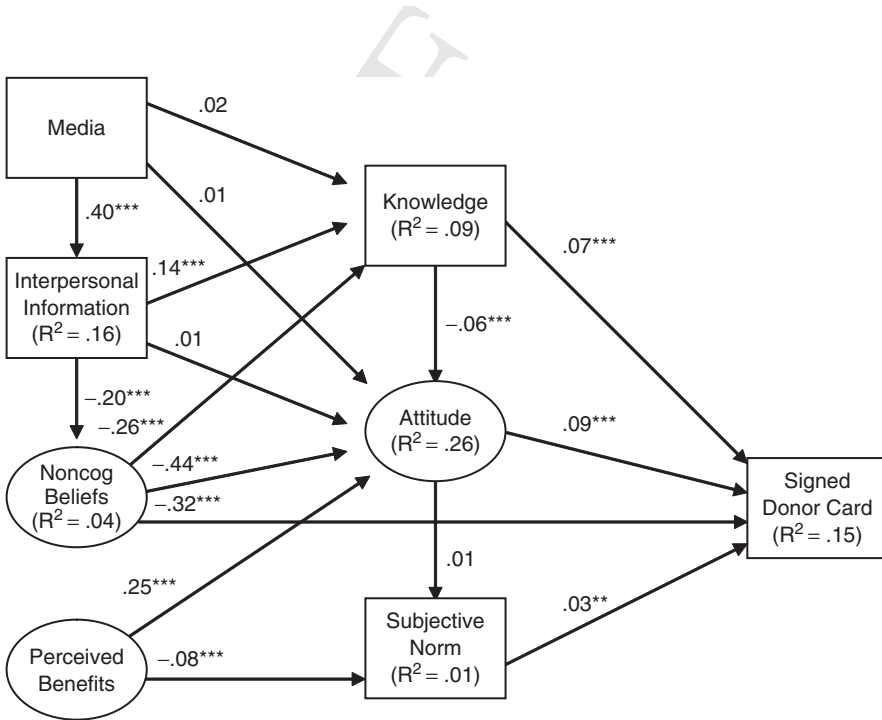 Media
.02
.01
.40***
Knowledge
(R² = .09)
.07***
Interpersonal
Information
(R² = .16)
.14***
.01
–.06***
–.20***
–.26***
Attitude
(R² = .26)
.09***
Noncog
Beliefs
(R² = .04)
–.44***
–.32***
Signed
Donor Card
(R² = .15)
.25***
.01
Perceived
Benefits
–.08***
Subjective
Norm
(R² = .01)
.03**